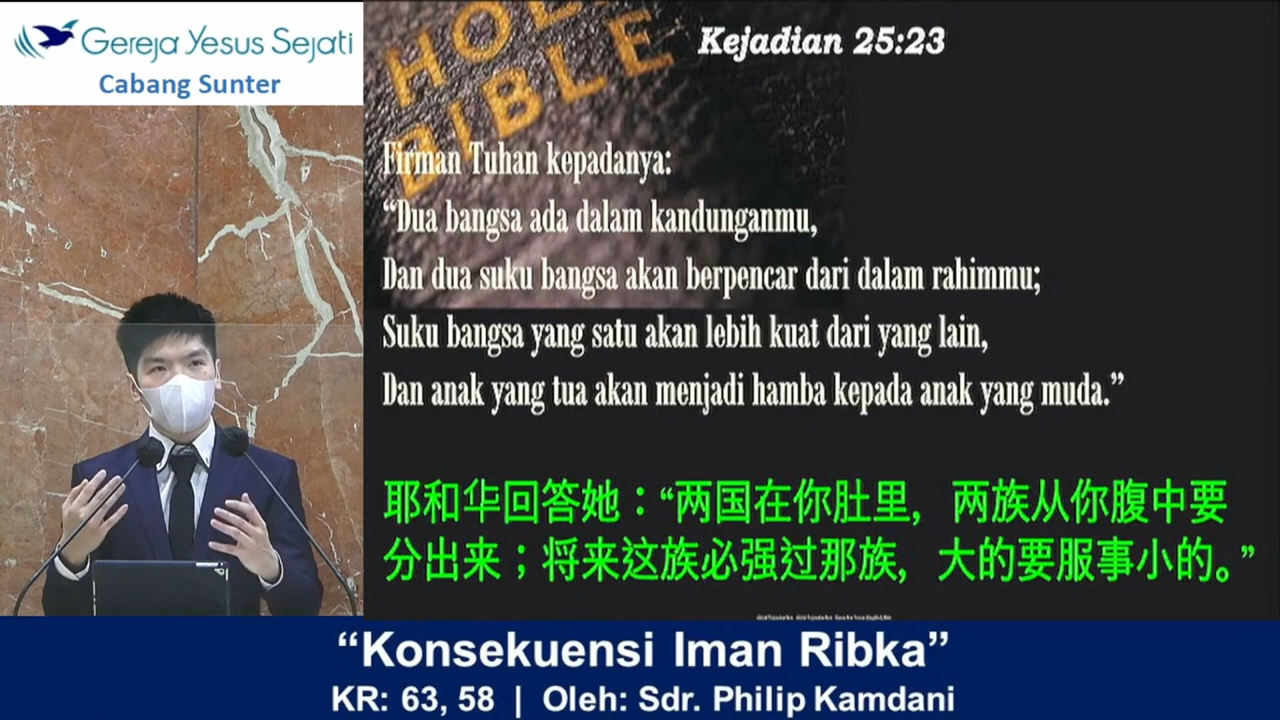 Gereja Yesus Sejati
Cabang Sunter
HOLY
BIBLE
Kejadian 25:23
Firman Tuhan kepadanya:
“Dua bangsa ada dalam kandunganmu,
Dan dua suku bangsa akan berpencar dari dalam rahimmu;
Suku bangsa yang satu akan lebih kuat dari yang lain,
Dan anak yang tua akan menjadi hamba kepada anak yang muda.”
耶和华回答她：“两国在你肚里，两族从你腹中要
分出来；将来这族必强过那族，大的要服事小的。”
“Konsekuensi Iman Ribka”
KR: 63, 58 | Oleh: Sdr. Philip Kamdani